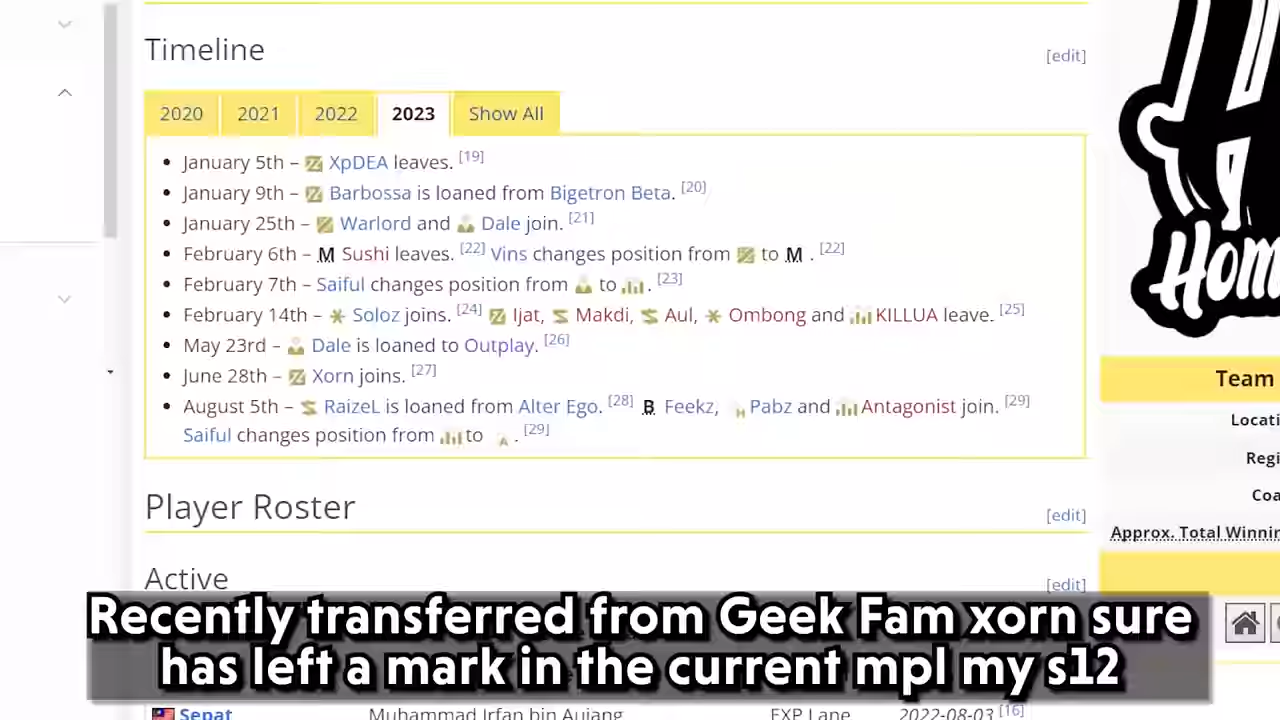 Timeline
[edit]
2020 2021 2022 2023 Show All
January 5th – XpDEA leaves. [19]
January 9th – Barbossa is loaned from Bigetron Beta. [20]
January 25th – Warlord and Dale join. [21]
February 6th – M Sushi leaves. [22] Vins changes position from to M . [22]
February 7th – Saiful changes position from to . [23]
February 14th – Soloz joins. [24] Ijat, Makdi, Aul, Ombong and KILLUA leave. [25]
May 23rd – Dale is loaned to Outplay. [26]
June 28th – Xorn joins. [27]
August 5th – RaizeL is loaned from Alter Ego. [28] B Feekz, Pabz and Antagonist join. [29]
Saiful changes position from to . [29]
Player Roster
[edit]
Active
[edit]
Recently transferred from Geek Fam xorn sure
has left a mark in the current mpl my s12
Sepat Muhammad Irfan bin Aujang EXP Lane 2022-08-03 [16]
Team
Locati
Regi
Coa
Approx. Total Winnin